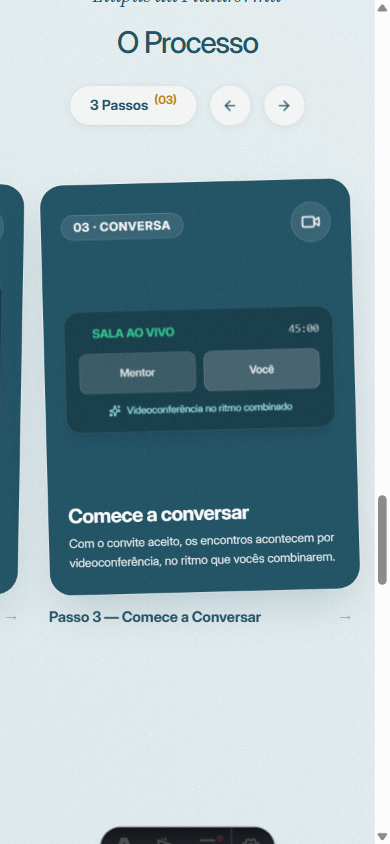 O Processo
3 Passos (03)
03 · CONVERSA
SALA AO VIVO
45:00
Mentor
Você
Videoconferência no ritmo combinado
Comece a conversar
Com o convite aceito, os encontros acontecem por
videoconferência, no ritmo que vocês combinarem.
Passo 3 — Comece a Conversar